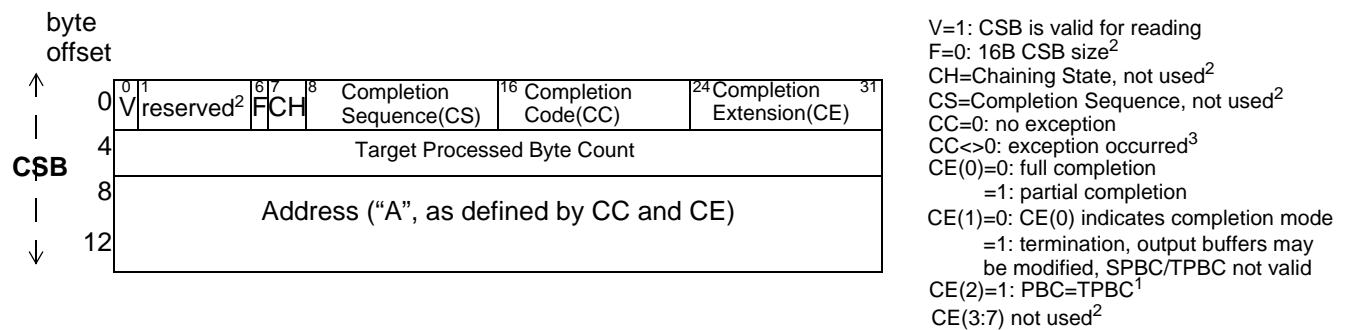 byte
offset
0 1 6 7 8 16 24 31
0 V reserved2 F CH Completion Sequence(CS) Completion Code(CC) Completion Extension(CE)
4 Target Processed Byte Count
CSB
8
Address (“A”, as defined by CC and CE)
12
V=1: CSB is valid for reading
F=0: 16B CSB size2
CH=Chaining State, not used2
CS=Completion Sequence, not used2
CC=0: no exception
CC<>0: exception occurred3
CE(0)=0: full completion
=1: partial completion
CE(1)=0: CE(0) indicates completion mode
=1: termination, output buffers may
be modified, SPBC/TPBC not valid
CE(2)=1: PBC=TPBC1
CE(3:7) not used2